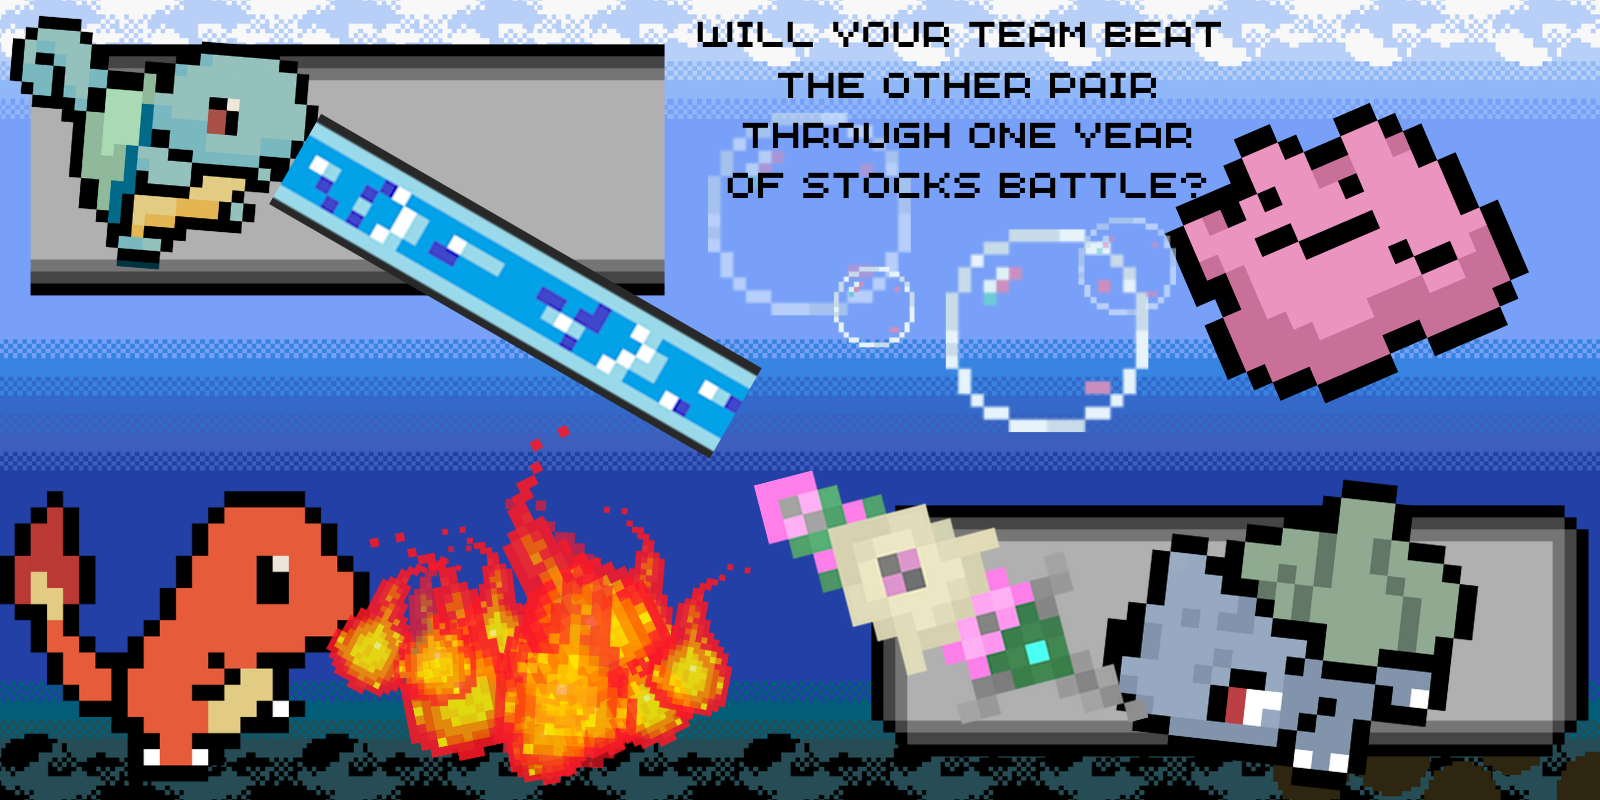 WILL YOUR TEAM BEAT
THE OTHER PAIR
THROUGH ONE YEAR
OF STOCKS BATTLE?